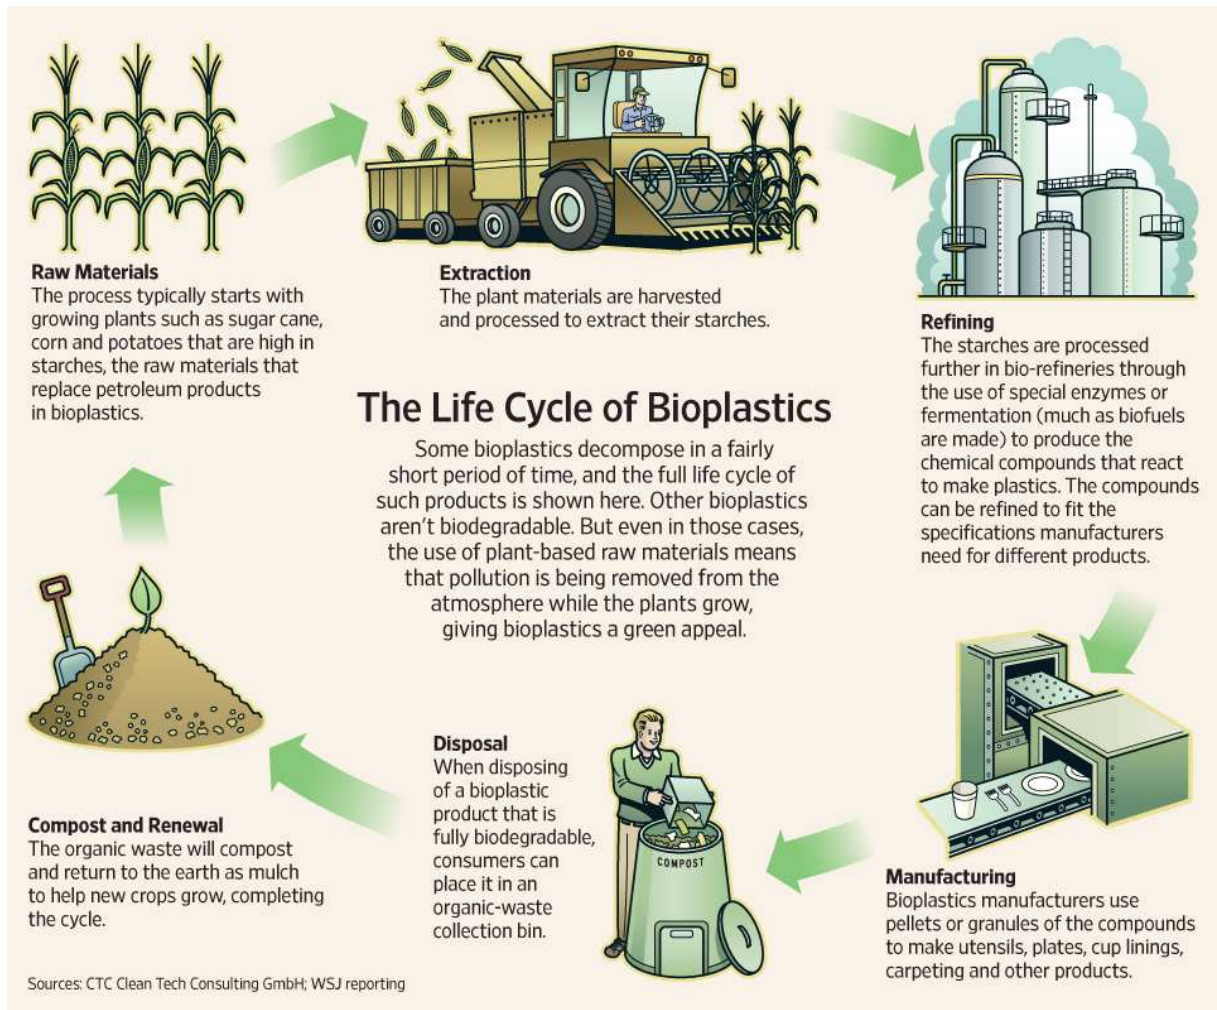 Raw Materials
The process typically starts with
growing plants such as sugar cane,
corn and potatoes that are high in
starches, the raw materials that
replace petroleum products
in bioplastics.
Extraction
The plant materials are harvested
and processed to extract their starches.
Refining
The starches are processed
further in bio-refineries through
the use of special enzymes or
fermentation (much as biofuels
are made) to produce the
chemical compounds that react
to make plastics. The compounds
can be refined to fit the
specifications manufacturers
need for different products.
The Life Cycle of Bioplastics
Some bioplastics decompose in a fairly
short period of time, and the full life cycle of
such products is shown here. Other bioplastics
aren't biodegradable. But even in those cases,
the use of plant-based raw materials means
that pollution is being removed from the
atmosphere while the plants grow,
giving bioplastics a green appeal.
Manufacturing
Bioplastics manufacturers use
pellets or granules of the compounds
to make utensils, plates, cup linings,
carpeting and other products.
Disposal
When disposing
of a bioplastic
product that is
fully biodegradable,
consumers can
place it in an
organic-waste
collection bin.
COMPOST
Compost and Renewal
The organic waste will compost
and return to the earth as mulch
to help new crops grow, completing
the cycle.
Sources: CTC Clean Tech Consulting GmbH; WSJ reporting